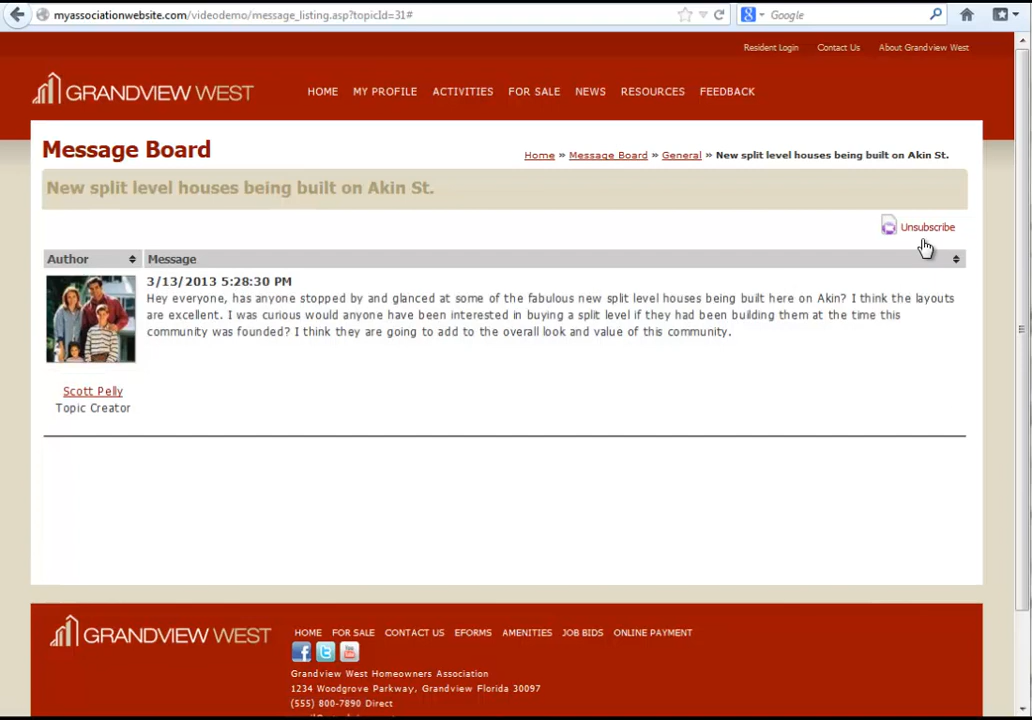 myassociationwebsite.com/videodemo/message_listing.asp?topicId=31#
Google
Resident Login Contact Us About Grandview West
GRANDVIEW WEST
HOME MY PROFILE ACTIVITIES FOR SALE NEWS RESOURCES FEEDBACK
Message Board
Home » Message Board » General » New split level houses being built on Akin St.
New split level houses being built on Akin St.
Unsubscribe
Author Message
3/13/2013 5:28:30 PM
Hey everyone, has anyone stopped by and glanced at some of the fabulous new split level houses being built here on Akin? I think the layouts
are excellent. I was curious would anyone have been interested in buying a split level if they had been building them at the time this
community was founded? I think they are going to add to the overall look and value of this community.
Scott Pelly
Topic Creator
GRANDVIEW WEST
HOME FOR SALE CONTACT US EFORMS AMENITIES JOB BIDS ONLINE PAYMENT
Grandview West Homeowners Association
1234 Woodgrove Parkway, Grandview Florida 30097
(555) 800-7890 Direct